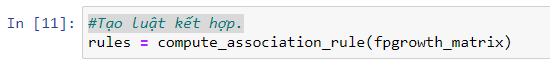 In [11]: #Tạo luật kết hợp.
rules = compute_association_rule(fpgrowth_matrix)